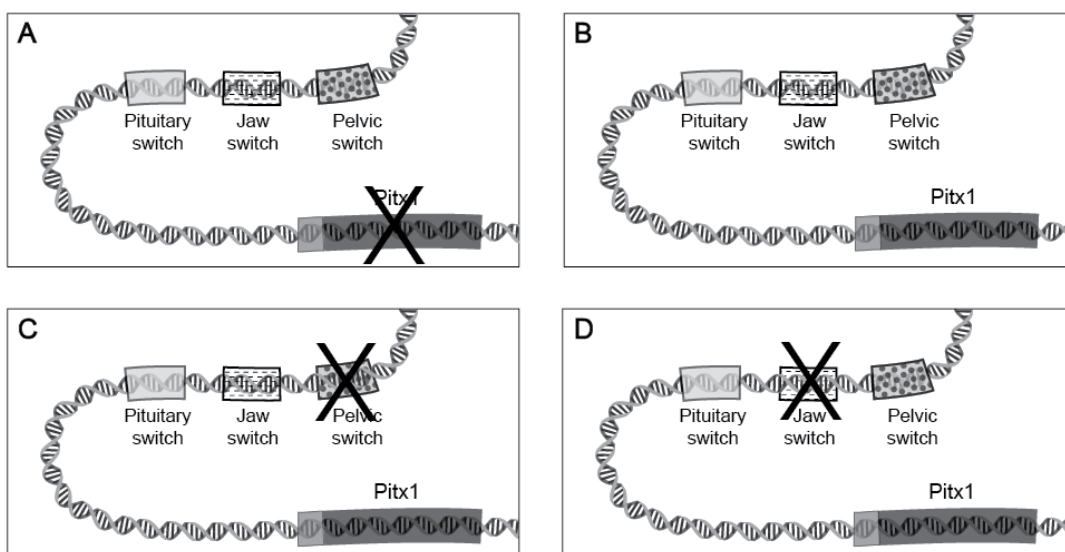 A
Pituitary switch
Jaw switch
Pelvic switch
Pitx1
B
Pituitary switch
Jaw switch
Pelvic switch
Pitx1
C
Pituitary switch
Jaw switch
Pelvic switch
Pitx1
D
Pituitary switch
Jaw switch
Pelvic switch
Pitx1